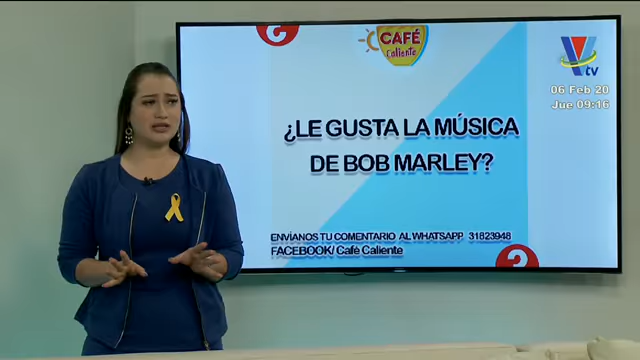 CAFÉ
Caliente
V
tv
06 Feb 20
Jue 09:16
¿LE GUSTA LA MÚSICA
DE BOB MARLEY?
ENVÍANOS TU COMENTARIO AL WHATSAPP 31823948
FACEBOOK/ Café Caliente